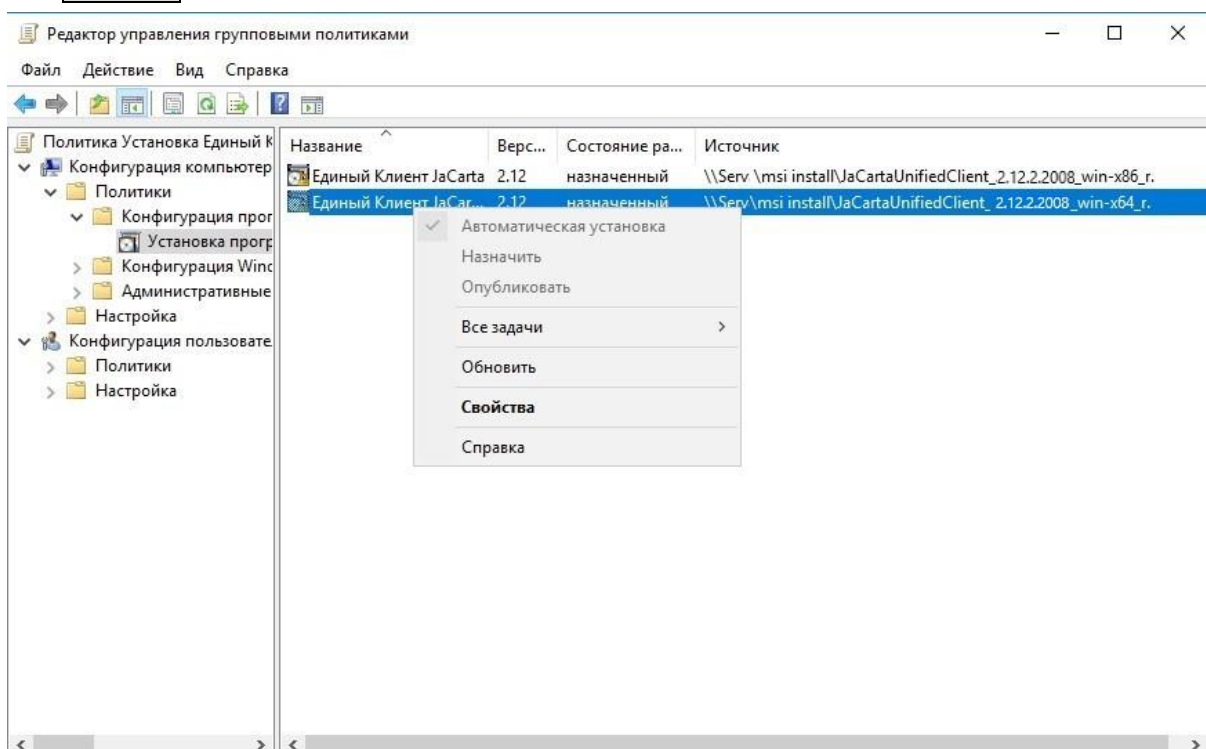 Редактор управления групповыми политиками
Файл Действие Вид Справка
Политика Установка Единый К
Конфигурация компьютер
Политики
Конфигурация прог
Установка прогр
Конфигурация Winc
Административные
Настройка
Конфигурация пользовате
Политики
Настройка
Название Верс... Состояние ра... Источник
Единый Клиент JaCarta 2.12 назначенный \\Serv \msi install\JaCartaUnifiedClient_2.12.2.2008_win-x86_r.
Единый Клиент JaCar... 2.12 назначенный \\Serv\msi install\JaCartaUnifiedClient_ 2.12.2.2008_win-x64_r.
Автоматическая установка
Назначить
Опубликовать
Все задачи
Обновить
Свойства
Справка